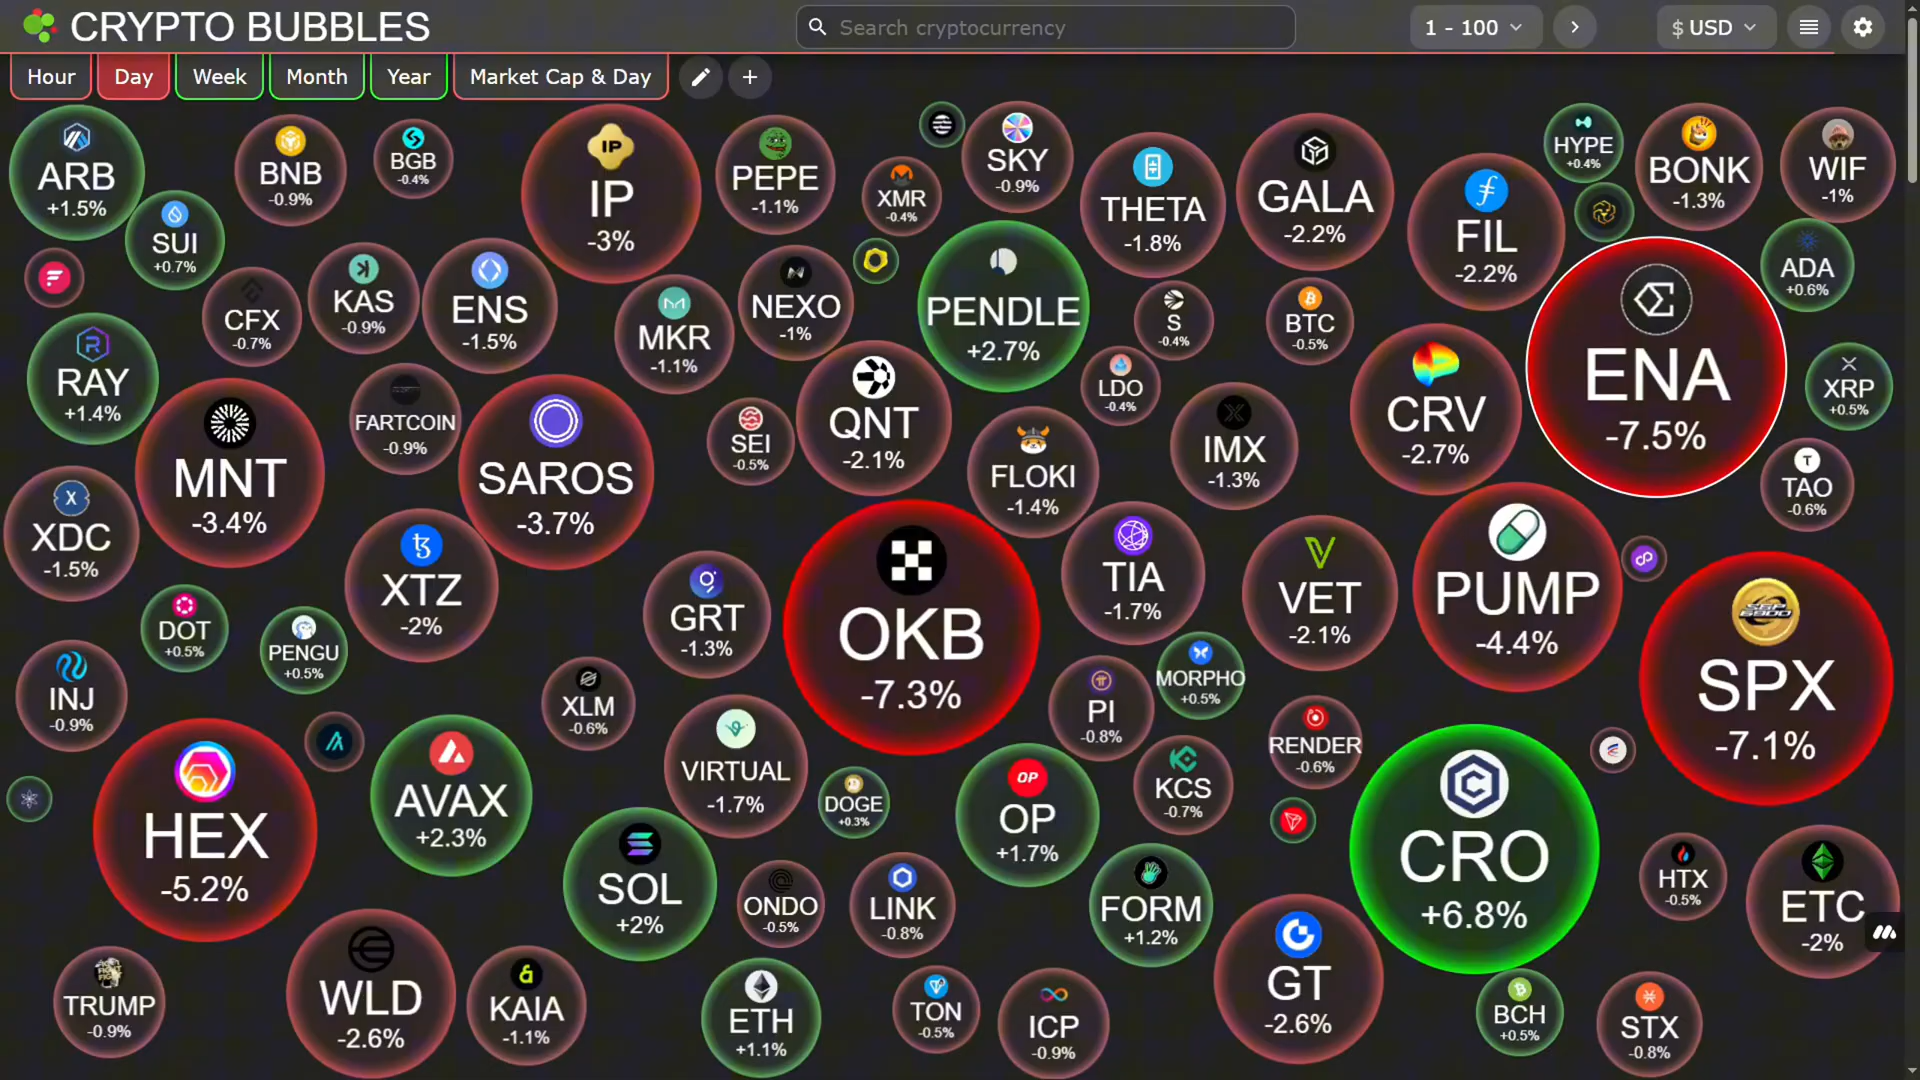 CRYPTO BUBBLES
Search cryptocurrency
1 - 100
$ USD
Hour
Day
Week
Month
Year
Market Cap & Day
ARB
+1.5%
SUI
+0.7%
BNB
-0.9%
BGB
-0.4%
IP
IP
-3%
PEPE
-1.1%
XMR
-0.4%
SKY
-0.9%
THETA
-1.8%
GALA
-2.2%
FIL
-2.2%
HYPE
+0.4%
BONK
-1.3%
WIF
-1%
ADA
+0.6%
RAY
+1.4%
CFX
-0.7%
KAS
-0.9%
ENS
-1.5%
MKR
-1.1%
NEXO
-1%
PENDLE
+2.7%
S
-0.4%
BTC
-0.5%
LDO
-0.4%
CRV
-2.7%
ENA
-7.5%
XRP
+0.5%
MNT
-3.4%
FARTCOIN
-0.9%
SAROS
-3.7%
SEI
-0.5%
QNT
-2.1%
FLOKI
-1.4%
IMX
-1.3%
T
TAO
-0.6%
X
XDC
-1.5%
XTZ
-2%
GRT
-1.3%
OKB
-7.3%
TIA
-1.7%
VET
-2.1%
PUMP
-4.4%
SPX
-7.1%
DOT
+0.5%
PENGU
+0.5%
INJ
-0.9%
XLM
-0.6%
VIRTUAL
-1.7%
PI
-0.8%
MORPHO
+0.5%
RENDER
-0.6%
KCS
-0.7%
HEX
-5.2%
AVAX
+2.3%
DOGE
+0.3%
OP
OP
+1.7%
CRO
+6.8%
HTX
-0.5%
ETC
-2%
SOL
+2%
ONDO
-0.5%
LINK
-0.8%
FORM
+1.2%
GT
-2.6%
TRUMP
-0.9%
WLD
-2.6%
KAIA
-1.1%
ETH
+1.1%
TON
-0.5%
ICP
-0.9%
BCH
+0.5%
STX
-0.8%